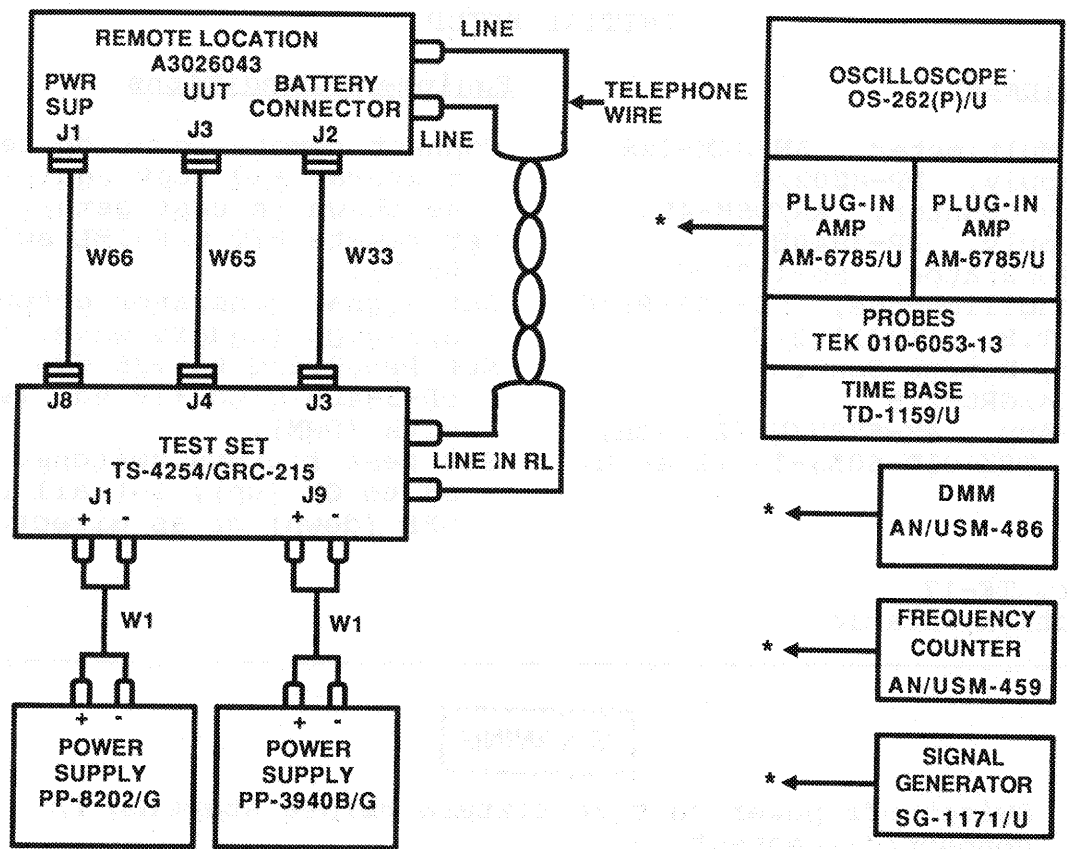 REMOTE LOCATION
A3026043
UUT
PWR
SUP
J1
J3
BATTERY
CONNECTOR
J2
LINE
LINE
TELEPHONE
WIRE
W66
W65
W33
J8
J4
J3
TEST SET
TS-4254/GRC-215
LINE IN RL
J1
+ -
J9
+ -
W1
W1
+ -
POWER
SUPPLY
PP-8202/G
+ -
POWER
SUPPLY
PP-3940B/G
OSCILLOSCOPE
OS-262(P)/U
*
PLUG-IN
AMP
AM-6785/U
PLUG-IN
AMP
AM-6785/U
PROBES
TEK 010-6053-13
TIME BASE
TD-1159/U
*
DMM
AN/USM-486
*
FREQUENCY
COUNTER
AN/USM-459
*
SIGNAL
GENERATOR
SG-1171/U